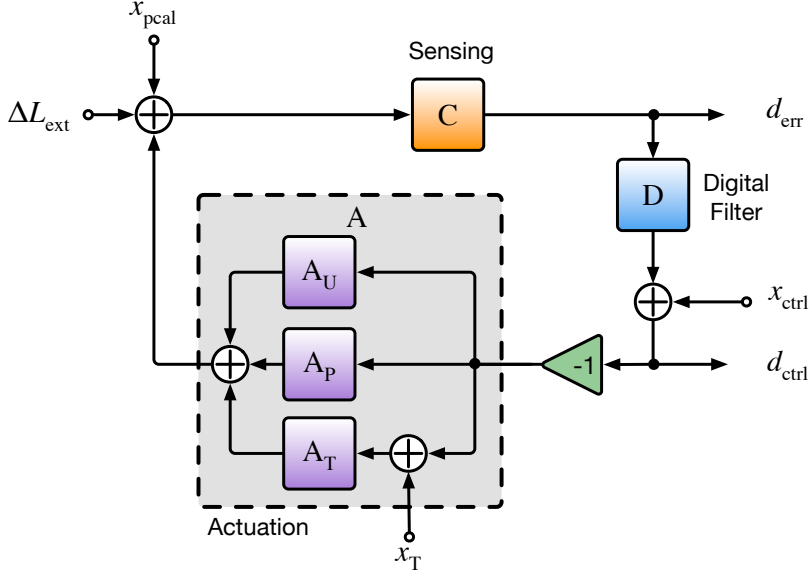 x_pcal
Sensing
ΔL_ext
C
d_err
D
Digital
Filter
A
A_U
x_ctrl
A_P
-1
d_ctrl
A_T
Actuation
x_T